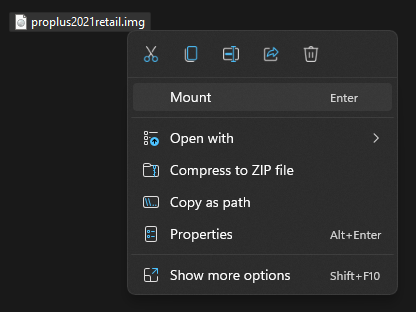 proplus2021retail.img
Mount Enter
Open with
Compress to ZIP file
Copy as path
Properties Alt+Enter
Show more options Shift+F10